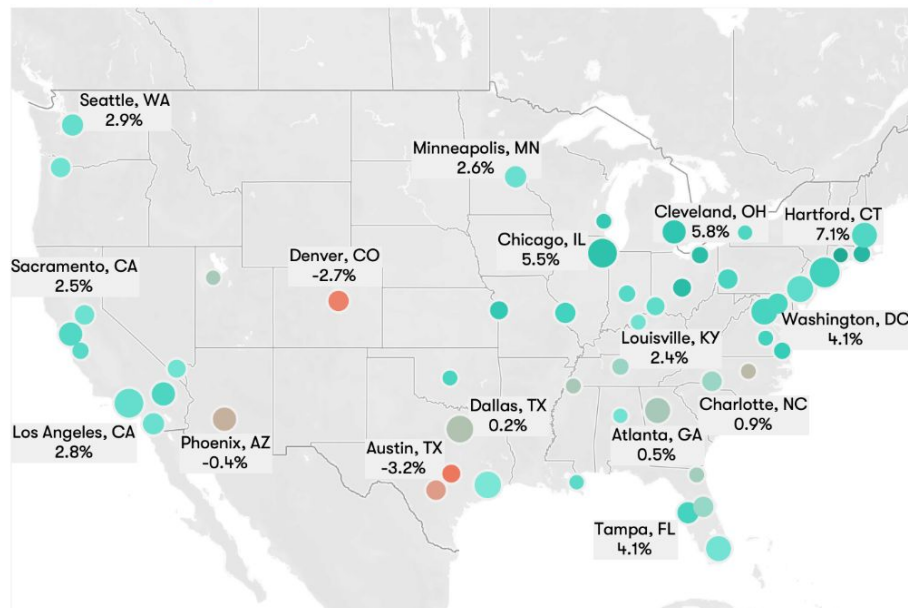 Seattle, WA
2.9%
Minneapolis, MN
2.6%
Cleveland, OH
5.8%
Hartford, CT
7.1%
Chicago, IL
5.5%
Denver, CO
-2.7%
Sacramento, CA
2.5%
Washington, DC
4.1%
Louisville, KY
2.4%
Los Angeles, CA
2.8%
Phoenix, AZ
-0.4%
Dallas, TX
0.2%
Austin, TX
-3.2%
Charlotte, NC
0.9%
Atlanta, GA
0.5%
Tampa, FL
4.1%